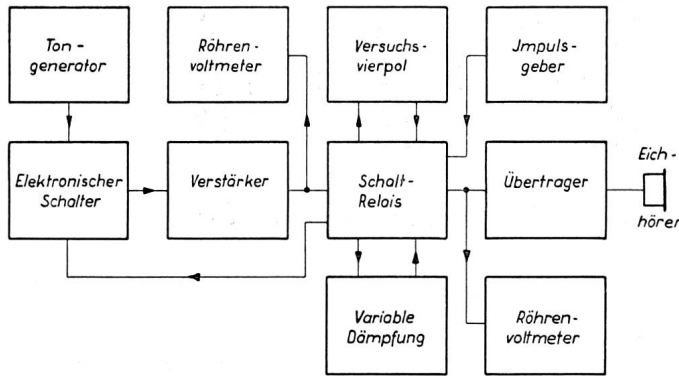 Ton-
generator
Röhren-
voltmeter
Versuchs-
vierpol
Jmpuls-
geber
Elektronischer
Schalter
Verstärker
Schalt-
Relais
Übertrager
Eich-
hörer
Variable
Dämpfung
Röhren-
voltmeter